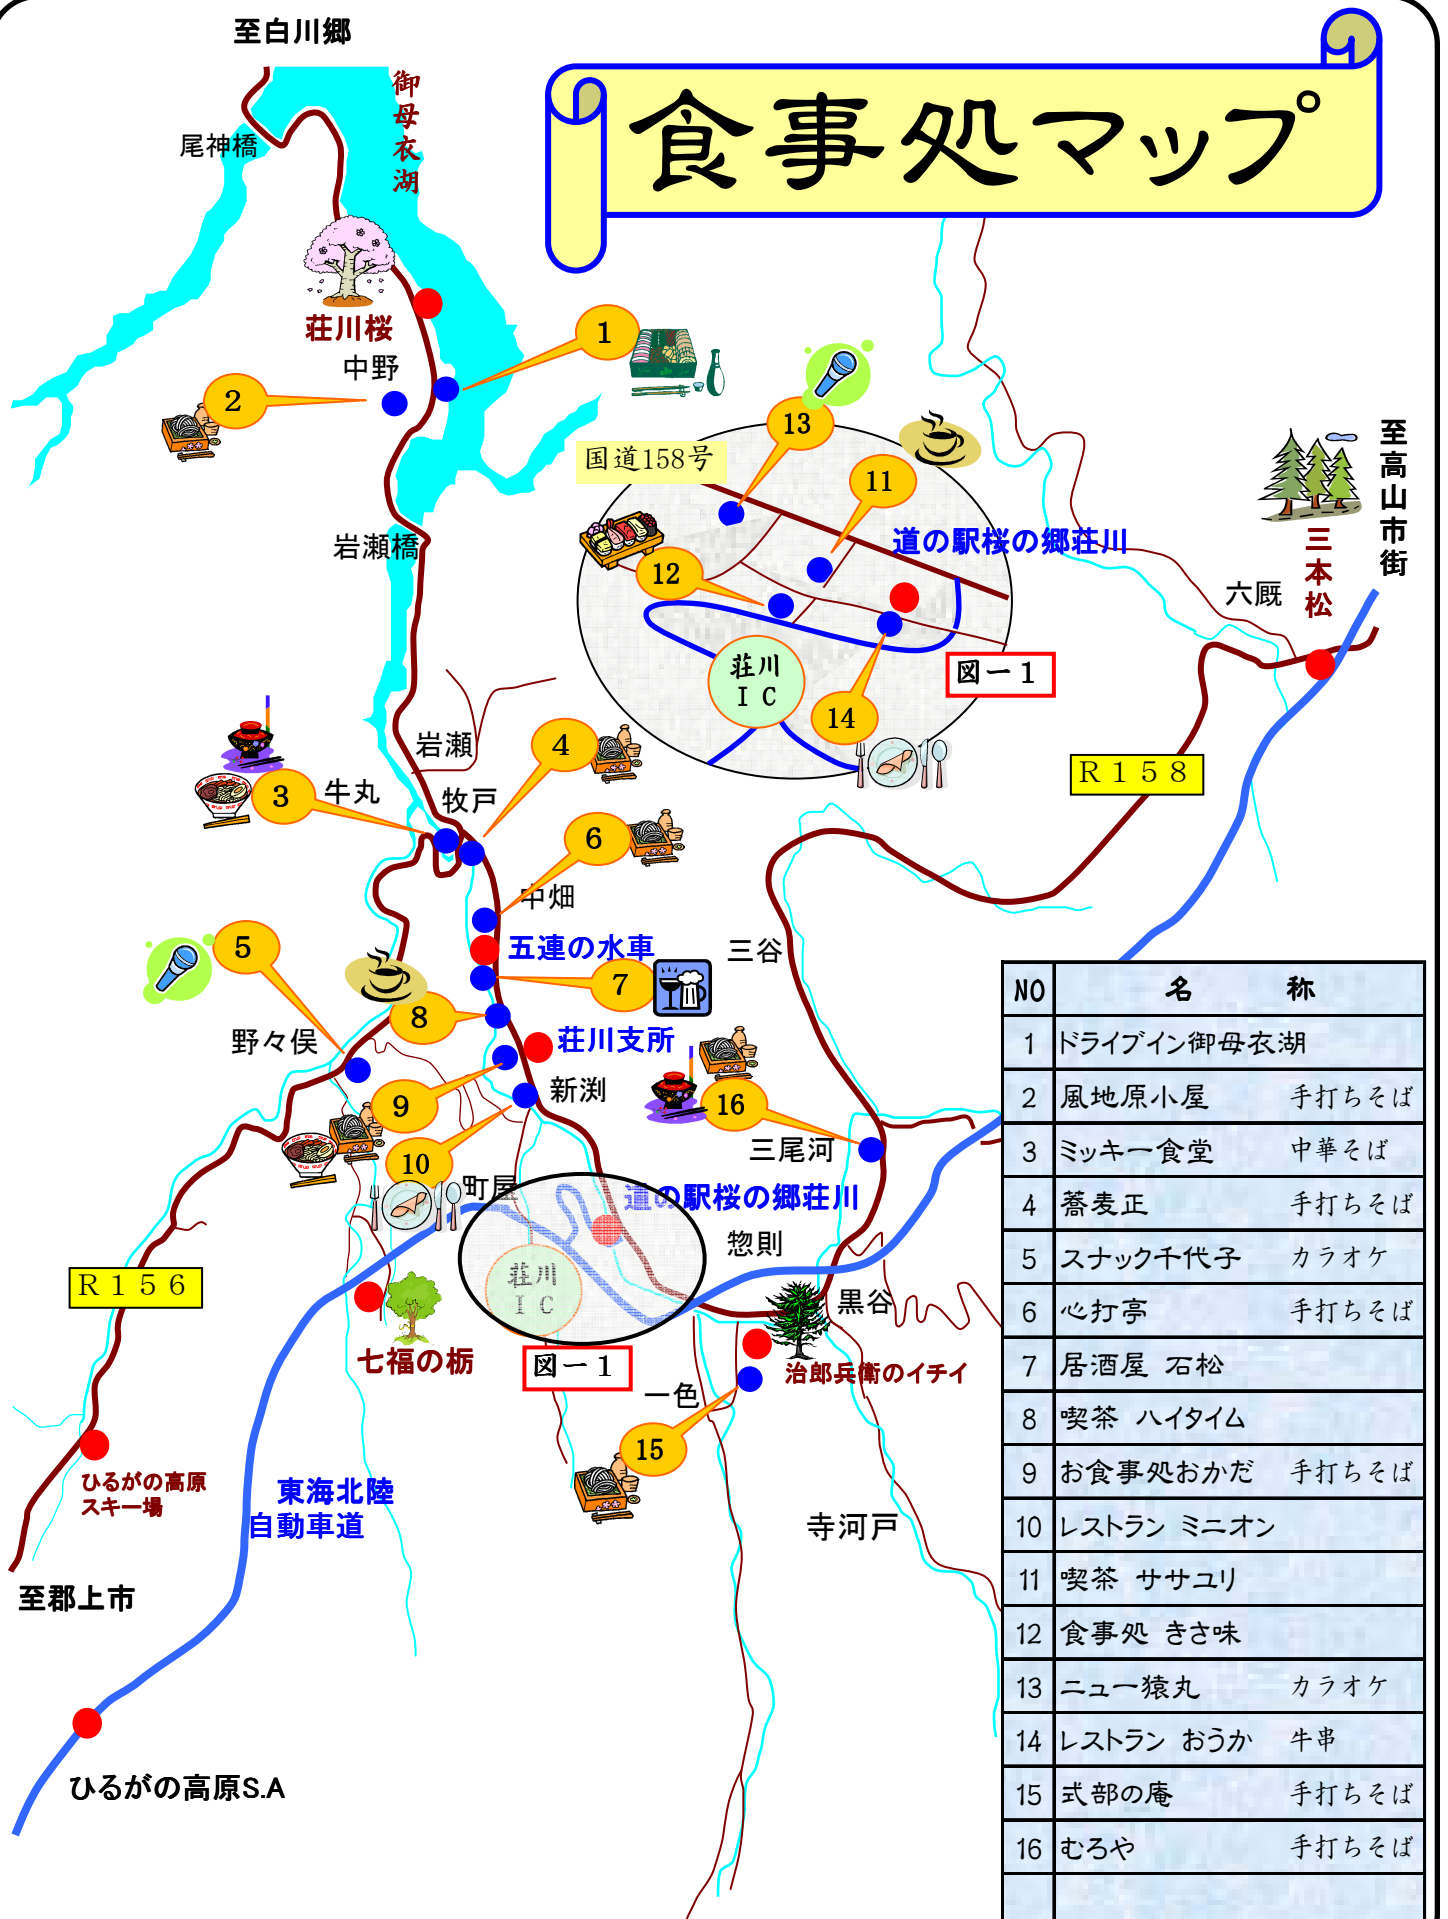 至白川郷
食事処マップ
御母衣湖
尾神橋
荘川桜
中野
1
2
13
国道158号
11
道の駅桜の郷荘川
12
岩瀬橋
至高山市街
三本松
六厩
荘川
ＩＣ
図ー１
14
Ｒ１５８
岩瀬
4
3
牛丸
牧戸
6
中畑
五連の水車
5
7
三谷
8
野々俣
荘川支所
新渕
9
16
三尾河
10
町屋
道の駅桜の郷荘川
惣則
荘川
ＩＣ
Ｒ１５６
黒谷
図ー１
七福の栃
治郎兵衛のイチイ
一色
15
ひるがの高原
スキー場
東海北陸
自動車道
寺河戸
至郡上市
ひるがの高原S.A
NO 名 称
1 ドライブイン御母衣湖
2 風地原小屋 手打ちそば
3 ミッキー食堂 中華そば
4 蕎麦正 手打ちそば
5 スナック千代子 カラオケ
6 心打亭 手打ちそば
7 居酒屋 石松
8 喫茶 ハイタイム
9 お食事処おかだ 手打ちそば
10 レストラン ミニオン
11 喫茶 ササユリ
12 食事処 きさ味
13 ニュー猿丸 カラオケ
14 レストラン おうか 牛串
15 式部の庵 手打ちそば
16 むろや 手打ちそば